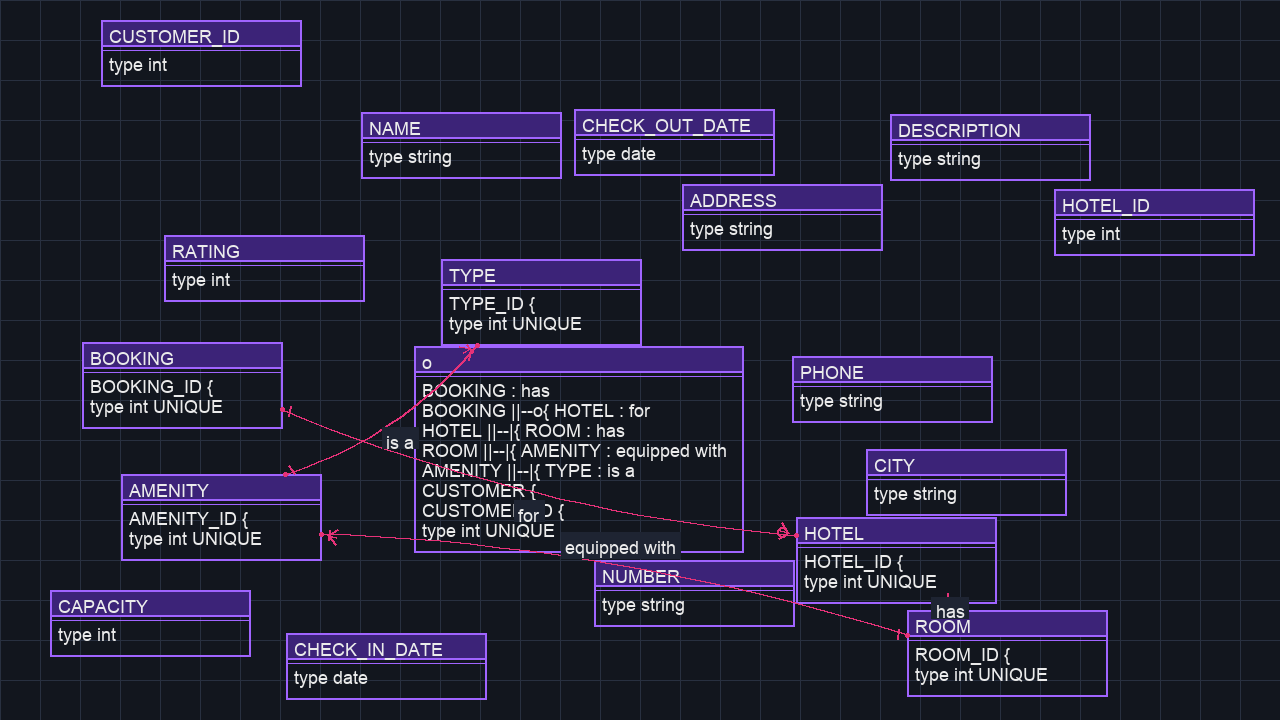 CUSTOMER_ID
type int
NAME
type string
CHECK_OUT_DATE
type date
DESCRIPTION
type string
ADDRESS
type string
HOTEL_ID
type int
RATING
type int
TYPE
TYPE_ID {
type int UNIQUE
BOOKING
BOOKING_ID {
type int UNIQUE
o
BOOKING : has
BOOKING ||--o{ HOTEL : for
HOTEL ||--|{ ROOM : has
ROOM ||--|{ AMENITY : equipped with
AMENITY ||--|{ TYPE : is a
CUSTOMER {
{
type int UNIQUE
PHONE
type string
is a
CITY
type string
AMENITY
AMENITY_ID {
type int UNIQUE
for
equipped with
HOTEL
HOTEL_ID {
type int UNIQUE
NUMBER
type string
CAPACITY
type int
has
ROOM
ROOM_ID {
type int UNIQUE
CHECK_IN_DATE
type date